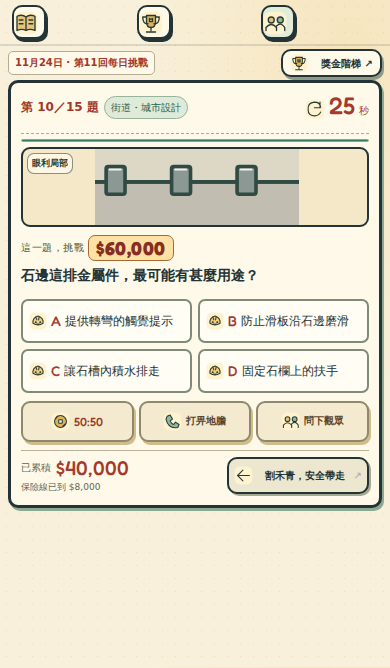 11月24日 · 第11回每日挑戰
獎金階梯 ↗
第 10／15 題
街道・城市設計
25 秒
眼利局部
這一題，挑戰 $60,000
石邊這排金屬件，最可能有甚麼用途？
A 提供轉彎的觸覺提示
B 防止滑板沿石邊磨滑
C 讓石槽內積水排走
D 固定石欄上的扶手
50:50
打畀地膽
問下觀眾
已累積 $40,000
保險線已到 $8,000
割禾青，安全帶走 ↗